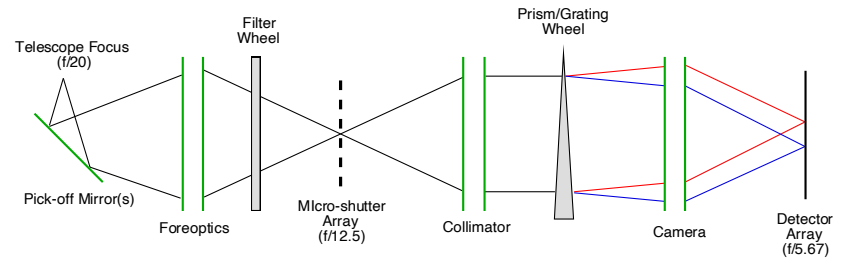 Telescope Focus
(f/20)
Pick-off Mirror(s)
Foreoptics
Filter
Wheel
MIcro-shutter
Array
(f/12.5)
Collimator
Prism/Grating
Wheel
Camera
Detector
Array
(f/5.67)